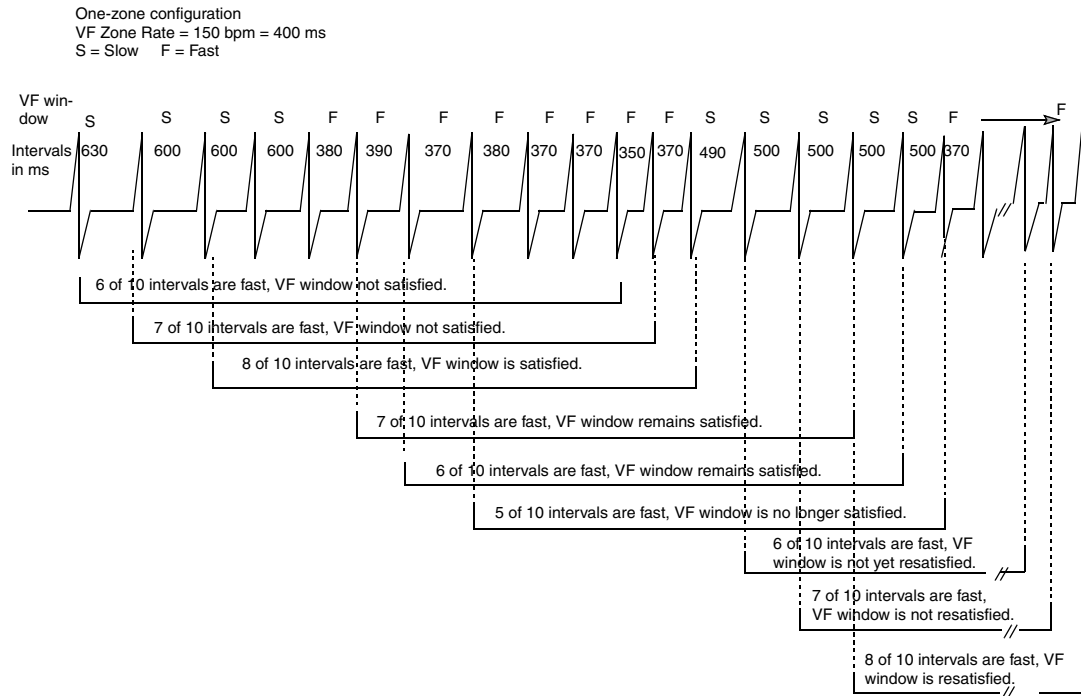 One-zone configuration
VF Zone Rate = 150 bpm = 400 ms
S = Slow F = Fast
VF win-
dow
S S S S F F F F F F F F S S S S S F F
Intervals
in ms
630 600 600 600 380 390 370 380 370 370 350 370 490 500 500 500 500 370
6 of 10 intervals are fast, VF window not satisfied.
7 of 10 intervals are fast, VF window not satisfied.
8 of 10 intervals are fast, VF window is satisfied.
7 of 10 intervals are fast, VF window remains satisfied.
6 of 10 intervals are fast, VF window remains satisfied.
5 of 10 intervals are fast, VF window is no longer satisfied.
6 of 10 intervals are fast, VF
window is not yet resatisfied.
7 of 10 intervals are fast,
VF window is not resatisfied.
8 of 10 intervals are fast, VF
window is resatisfied.